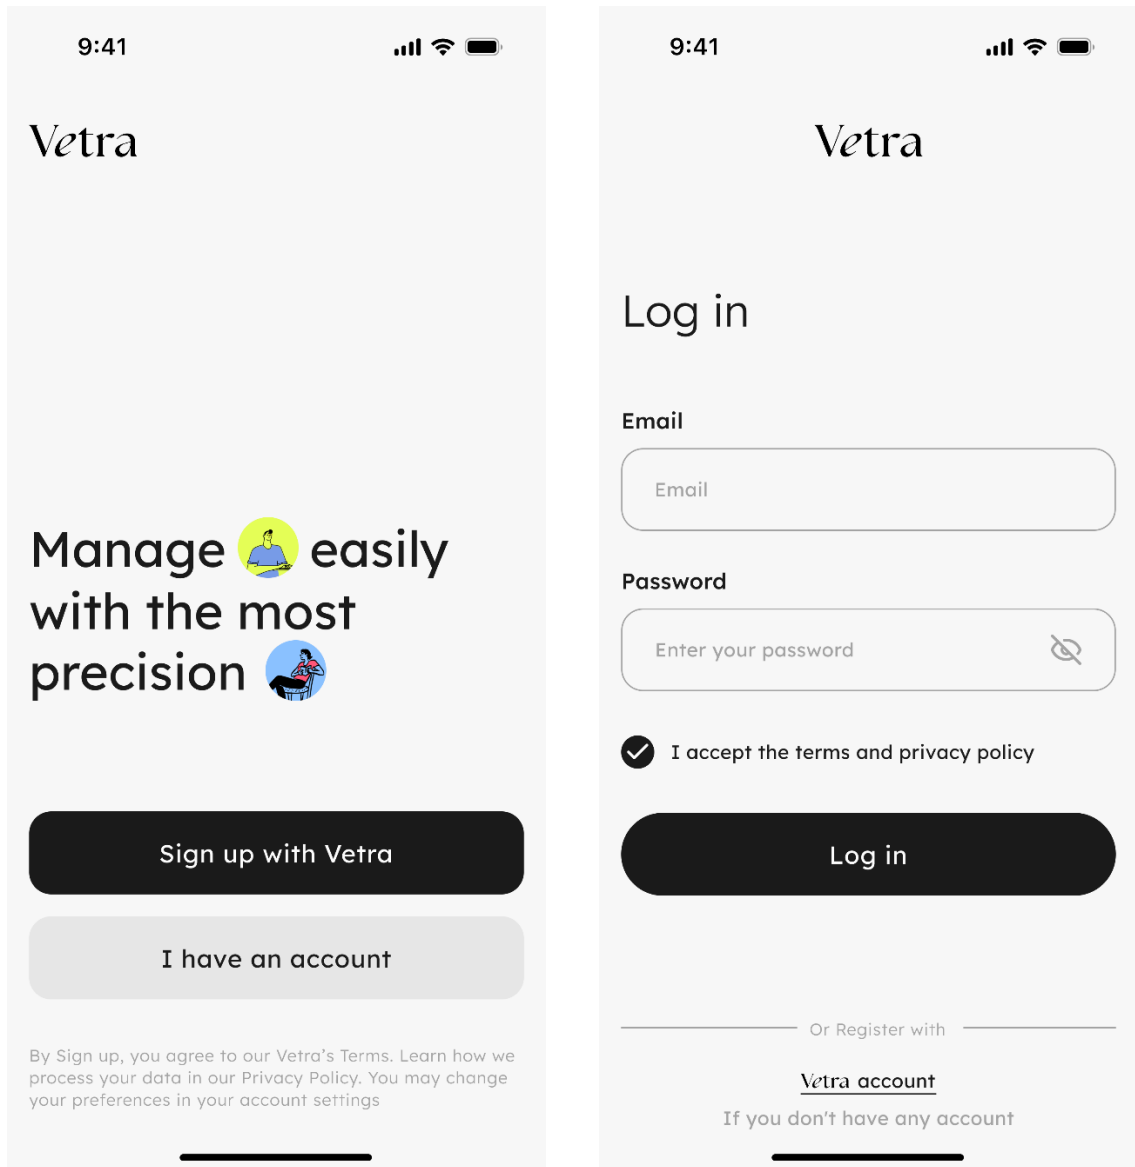 9:41
Vetra
Manage easily
with the most
precision
Sign up with Vetra
I have an account
By Sign up, you agree to our Vetra’s Terms. Learn how we
process your data in our Privacy Policy. You may change
your preferences in your account settings
9:41
Vetra
Log in
Email
Email
Password
Enter your password
I accept the terms and privacy policy
Log in
Or Register with
Vetra account
If you don't have any account